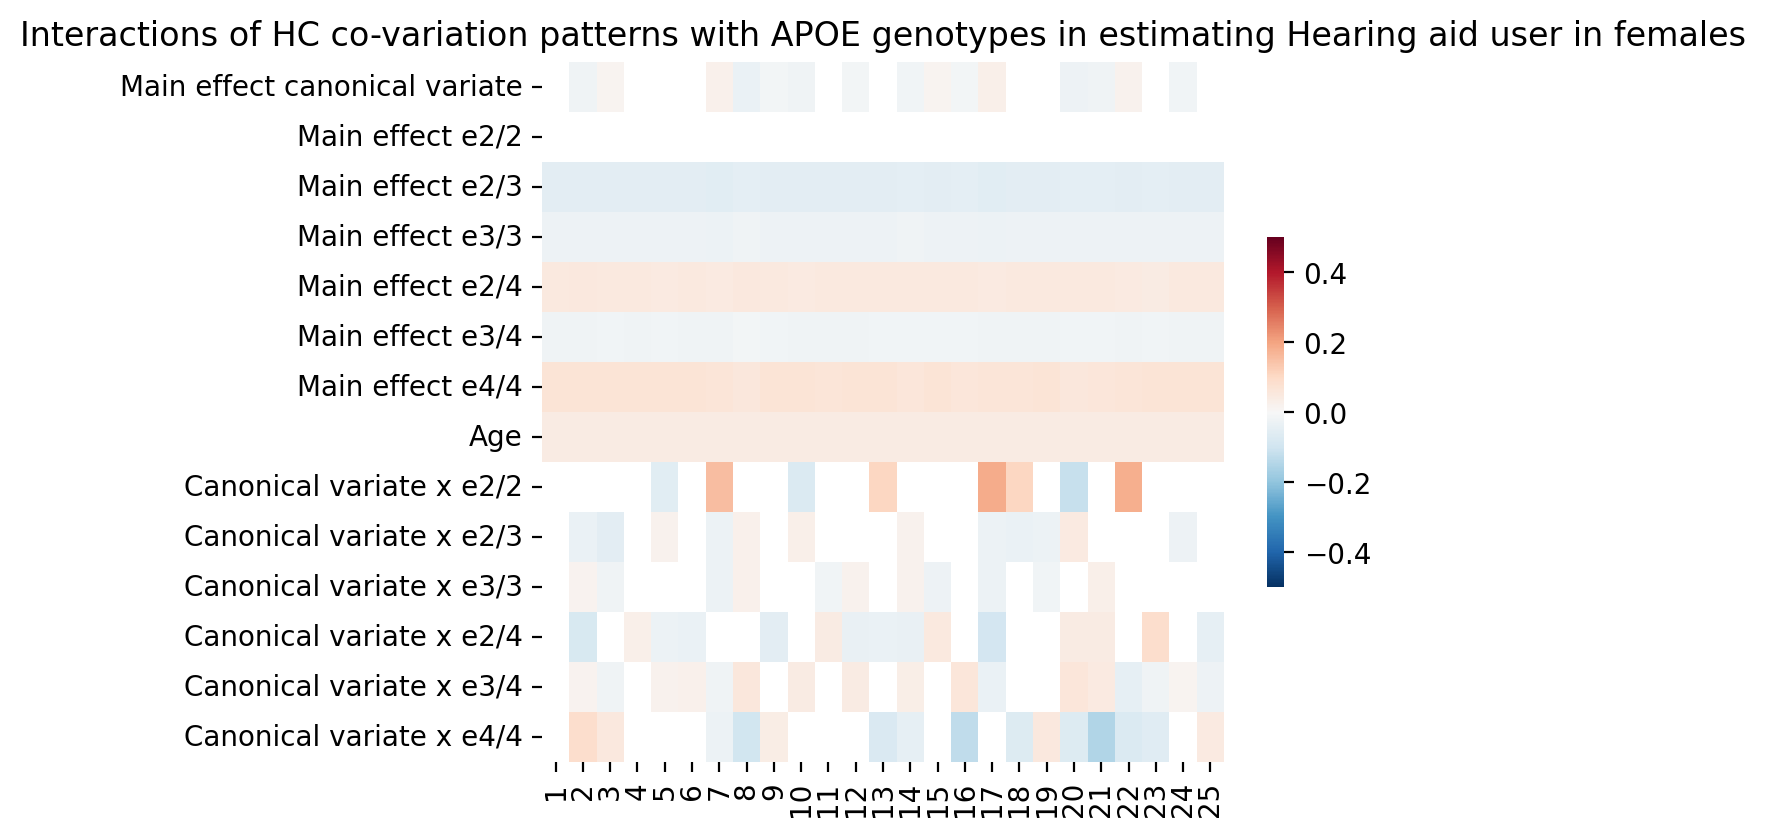 Interactions of HC co-variation patterns with APOE genotypes in estimating Hearing aid user in females
Main effect canonical variate
Main effect e2/2
Main effect e2/3
Main effect e3/3
Main effect e2/4
Main effect e3/4
Main effect e4/4
Age
Canonical variate x e2/2
Canonical variate x e2/3
Canonical variate x e3/3
Canonical variate x e2/4
Canonical variate x e3/4
Canonical variate x e4/4
1 2 3 4 5 6 7 8 9 10 11 12 13 14 15 16 17 18 19 20 21 22 23 24 25
0.4
0.2
0.0
−0.2
−0.4